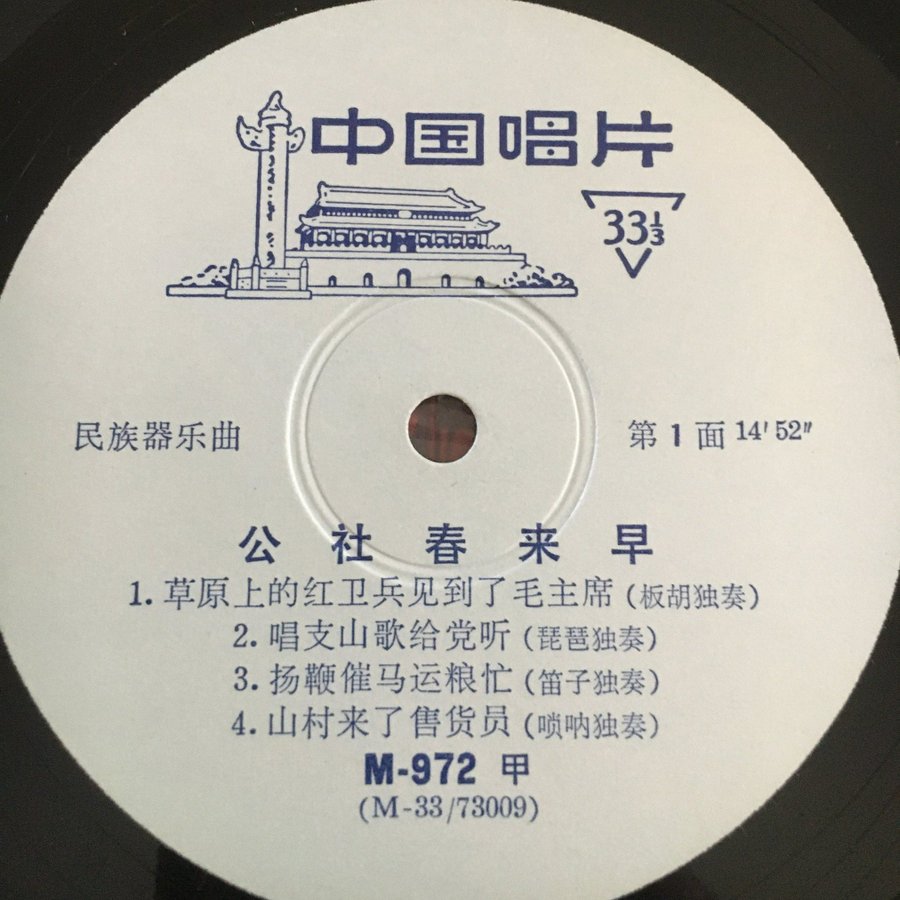 中国唱片
33⅓
民族器乐曲
第1面 14′52″
公社春来早
1.草原上的红卫兵见到了毛主席(板胡独奏)
2.唱支山歌给党听(琵琶独奏)
3.扬鞭催马运粮忙(笛子独奏)
4.山村来了售货员(唢呐独奏)
M-972 甲
(M-33/73009)